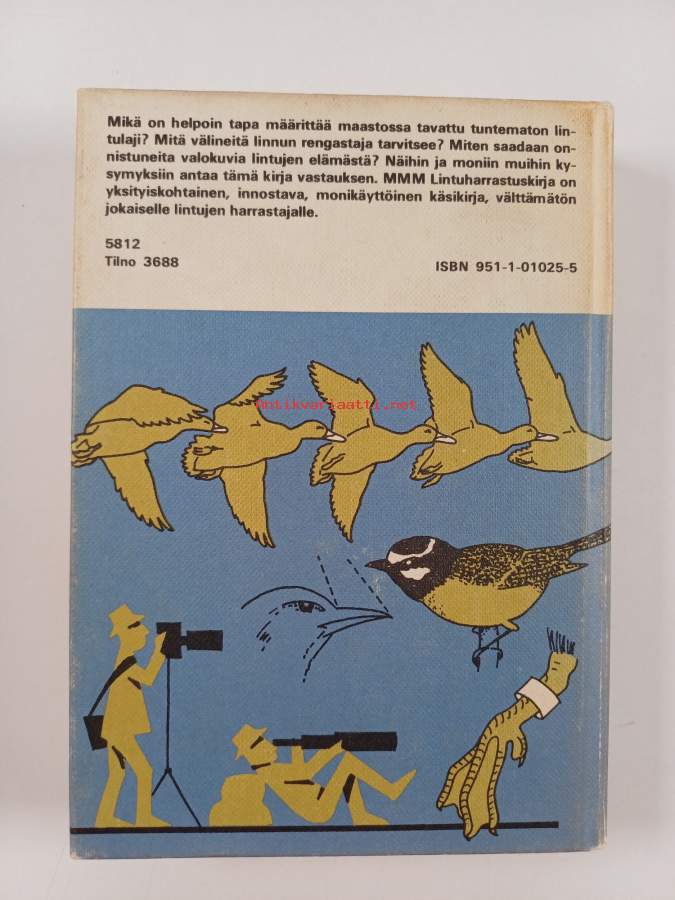 Mikä on helpoin tapa määrittää maastossa tavattu tuntematon lin-
tulaji? Mitä välineitä linnun rengastaja tarvitsee? Miten saadaan on-
nistuneita valokuvia lintujen elämästä? Näihin ja moniin muihin ky-
symyksiin antaa tämä kirja vastauksen. MMM Lintuharrastuskirja on
yksityiskohtainen, innostava, monikäyttöinen käsikirja, välttämätön
jokaiselle lintujen harrastajalle.
5812
Tilno 3688
ISBN 951-1-01025-5
Antikvariaatti.net